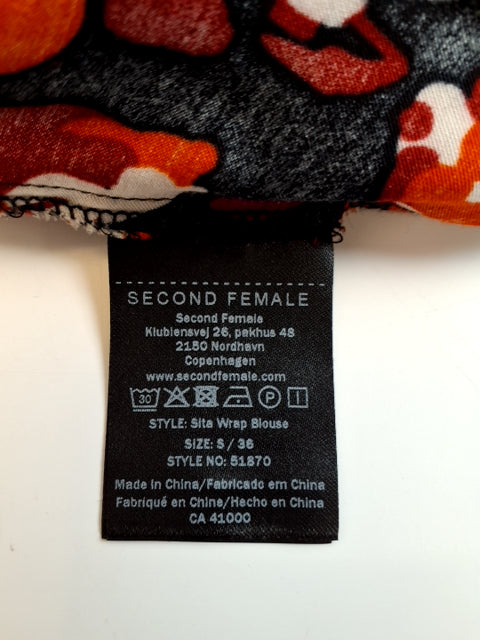 SECOND FEMALE
Second Female
Klubiensvej 26, pakhus 48
2150 Nordhavn
Copenhagen
www.secondfemale.com
30 P
STYLE: Sita Wrap Blouse
SIZE: S / 36
STYLE NO: 51870
Made in China/Fabricado em China
Fabriqué en Chine/Hecho en China
CA 41000